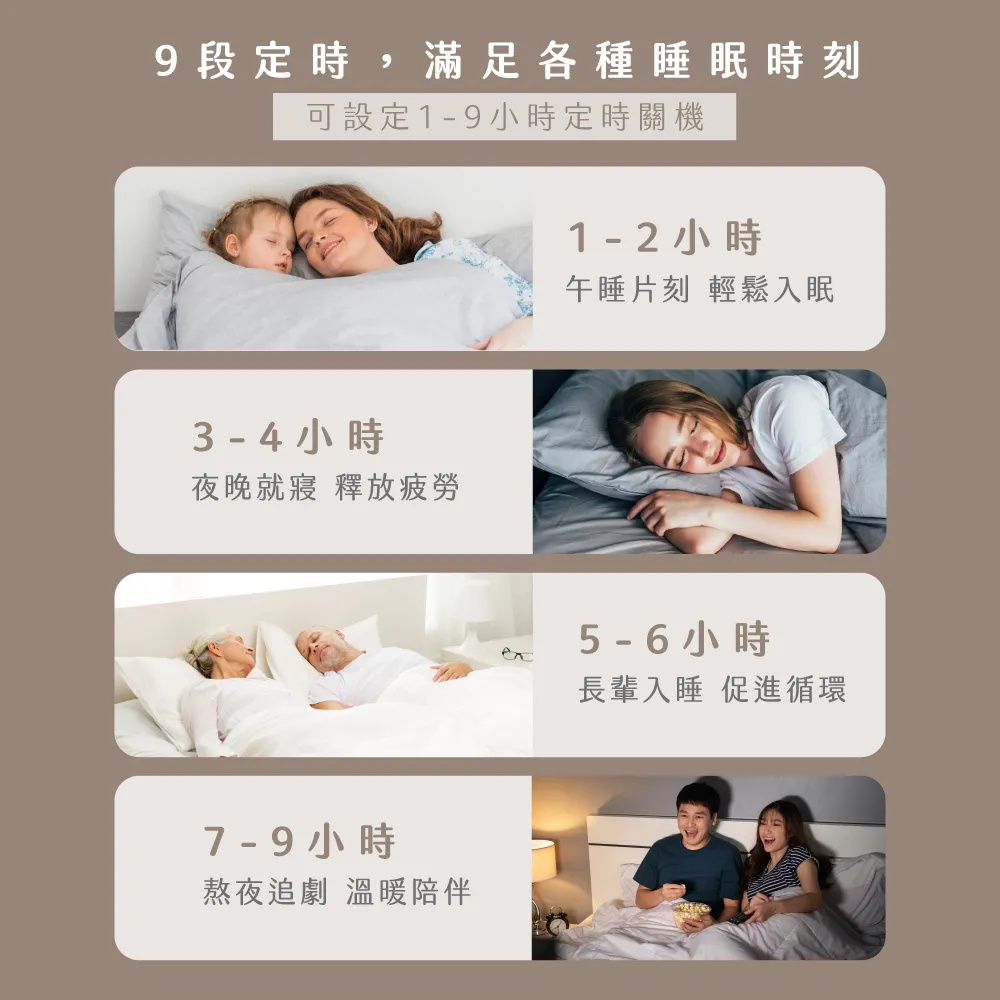 9段定時，滿足各種睡眠時刻
可設定1-9小時定時關機
1-2小時
午睡片刻 輕鬆入眠
3-4小時
夜晚就寢 釋放疲勞
5-6小時
長輩入睡 促進循環
7-9小時
熬夜追劇 溫暖陪伴